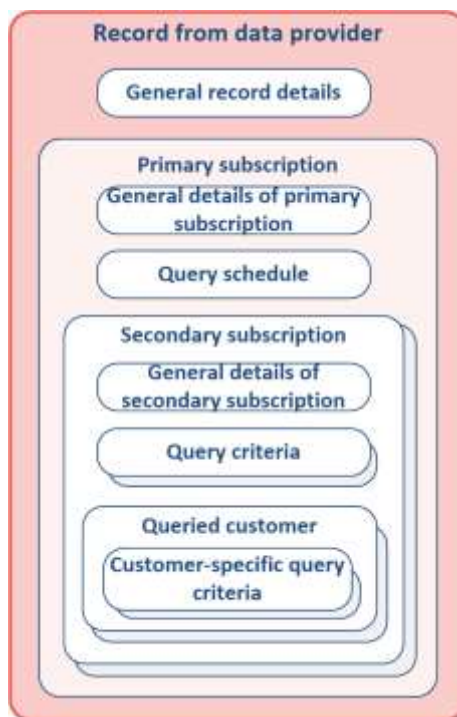 Record from data provider
General record details
Primary subscription
General details of primary
subscription
Query schedule
Secondary subscription
General details of
secondary subscription
Query criteria
Queried customer
Customer-specific query
criteria